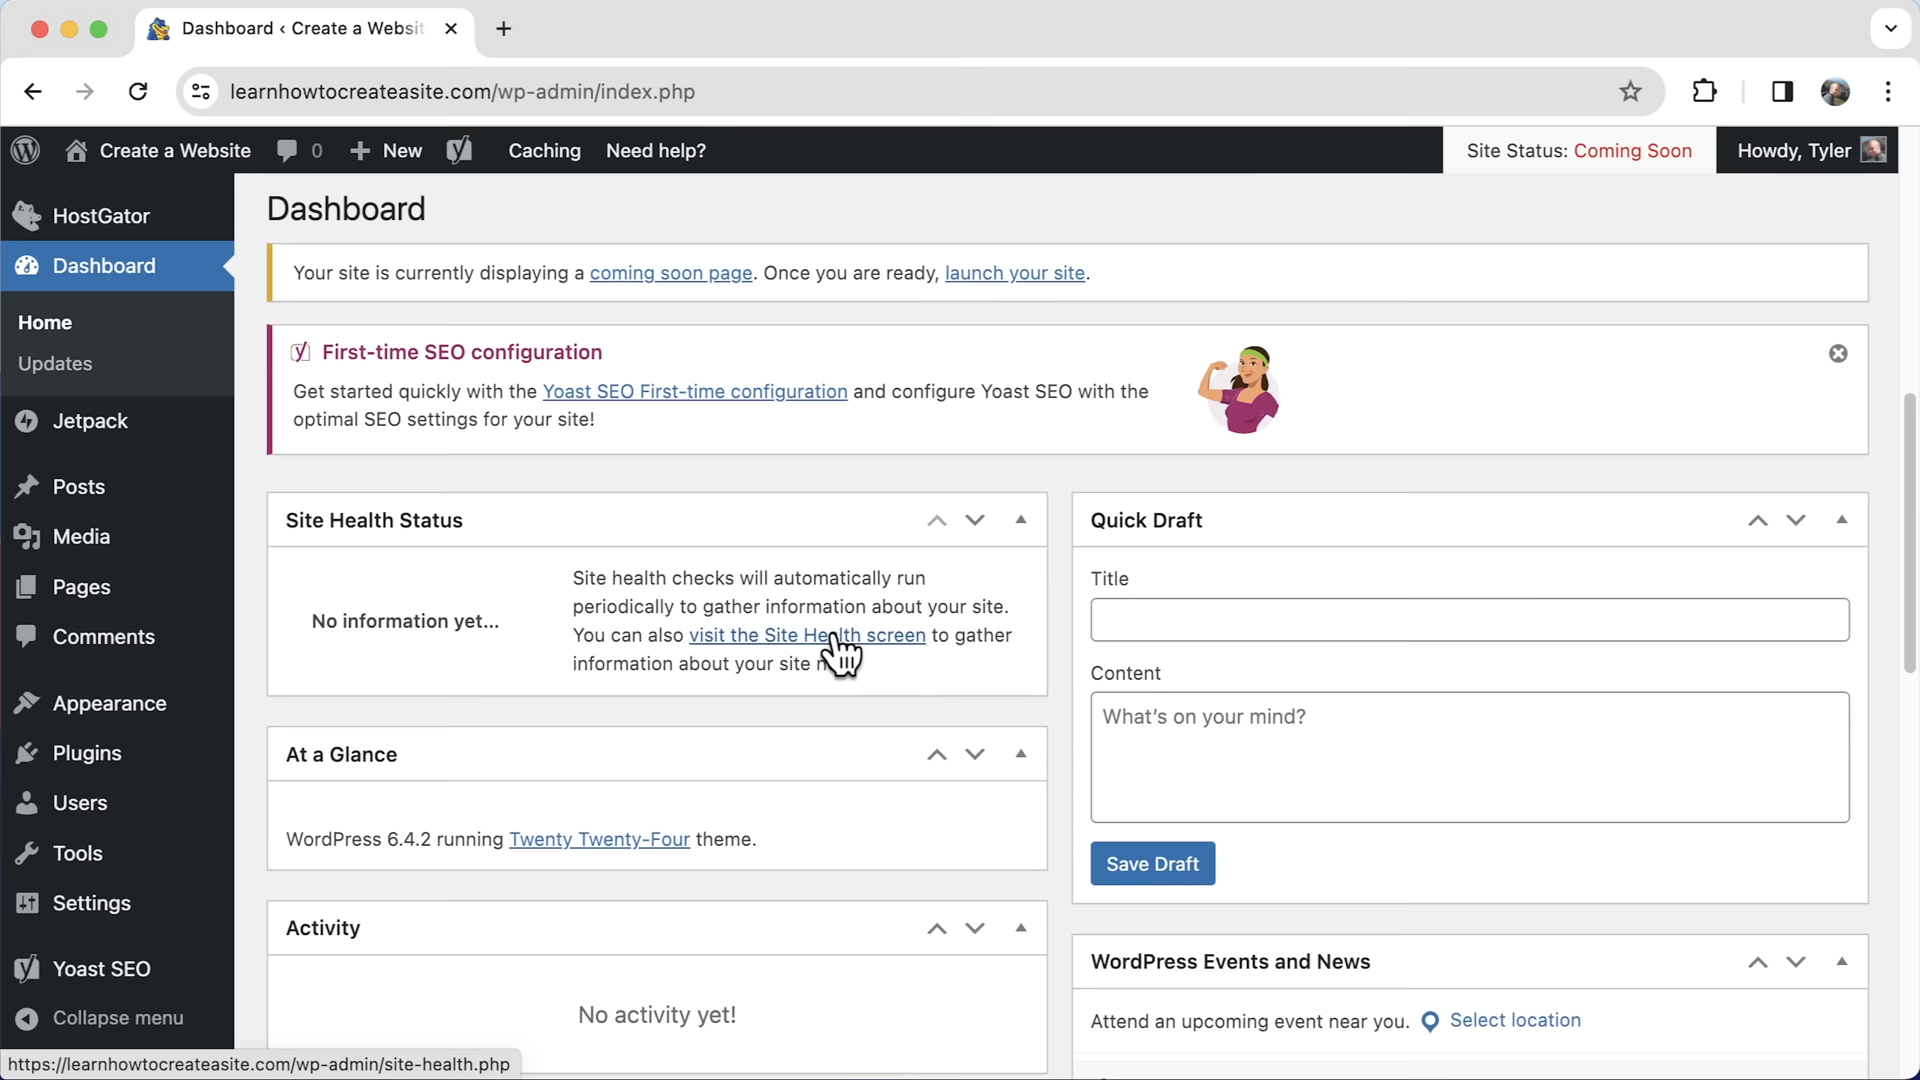 Dashboard ‹ Create a Websit
learnhowtocreateasite.com/wp-admin/index.php
Create a Website
0
New
Caching
Need help?
Site Status: Coming Soon
Howdy, Tyler
HostGator
Dashboard
Home
Updates
Jetpack
Posts
Media
Pages
Comments
Appearance
Plugins
Users
Tools
Settings
Yoast SEO
Collapse menu
Dashboard
Your site is currently displaying a coming soon page. Once you are ready, launch your site.
First-time SEO configuration
Get started quickly with the Yoast SEO First-time configuration and configure Yoast SEO with the
optimal SEO settings for your site!
Site Health Status
No information yet...
Site health checks will automatically run
periodically to gather information about your site.
You can also visit the Site Health screen to gather
information about your site
At a Glance
WordPress 6.4.2 running Twenty Twenty-Four theme.
Activity
No activity yet!
Quick Draft
Title
Content
What's on your mind?
Save Draft
WordPress Events and News
Attend an upcoming event near you. Select location
https://learnhowtocreateasite.com/wp-admin/site-health.php